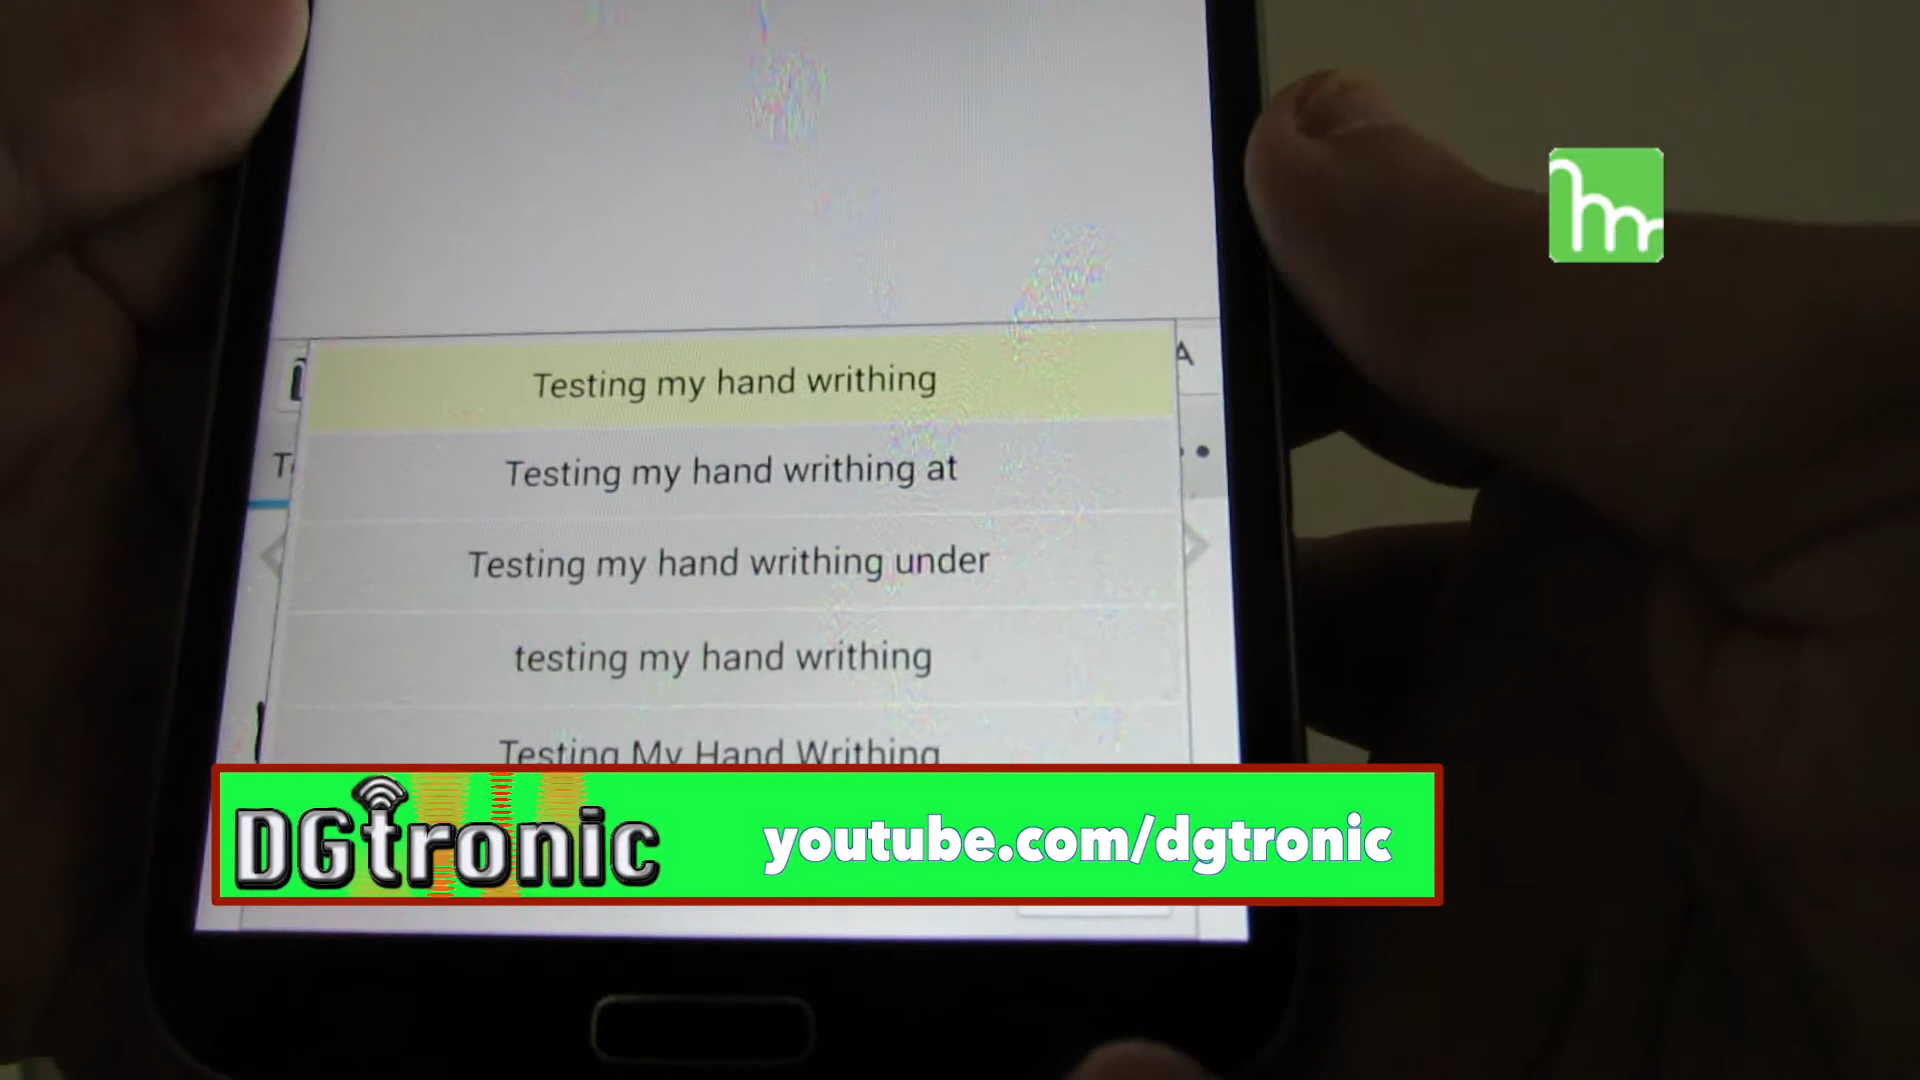 Testing my hand writhing
A
Testing my hand writhing at
Testing my hand writhing under
testing my hand writhing
Testing My Hand Writhing
DGtronic
youtube.com/dgtronic